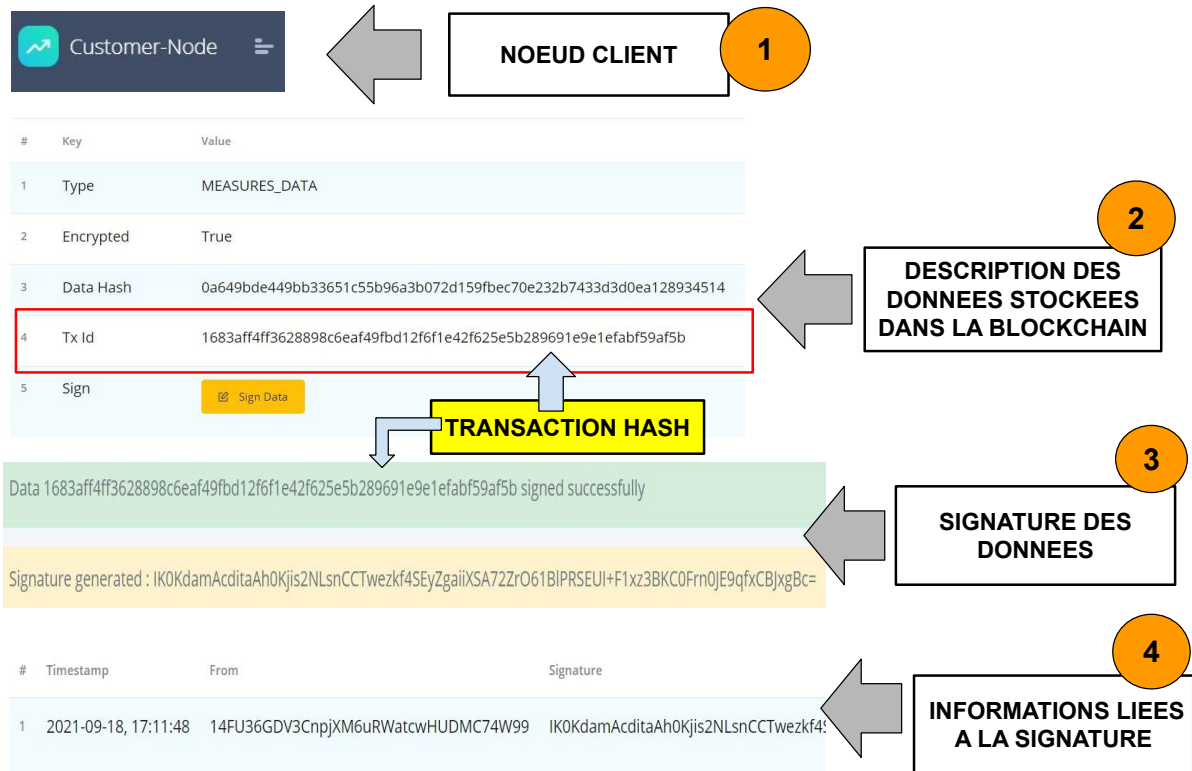 Customer-Node
NOEUD CLIENT
1
# Key Value
1 Type MEASURES_DATA
2 Encrypted True
3 Data Hash 0a649bde449bb33651c55b96a3b072d159fbec70e232b7433d3d0ea128934514
4 Tx Id 1683aff4ff3628898c6eaf49fbd12f6f1e42f625e5b289691e9e1efabf59af5b
5 Sign Sign Data
2
DESCRIPTION DES
DONNEES STOCKEES
DANS LA BLOCKCHAIN
TRANSACTION HASH
Data 1683aff4ff3628898c6eaf49fbd12f6f1e42f625e5b289691e9e1efabf59af5b signed successfully
Signature generated : IK0KdamAcditaAh0Kjis2NLsnCCTwezkf4SEyZgaiiXSA72ZrO61BlPRSEUI+F1xz3BKC0Frn0JE9qfxCBJxgBc=
3
SIGNATURE DES
DONNEES
# Timestamp From Signature
1 2021-09-18, 17:11:48 14FU36GDV3CnpjXM6uRWatcwHUDMC74W99 IK0KdamAcditaAh0Kjis2NLsnCCTwezkf4S
4
INFORMATIONS LIEES
A LA SIGNATURE